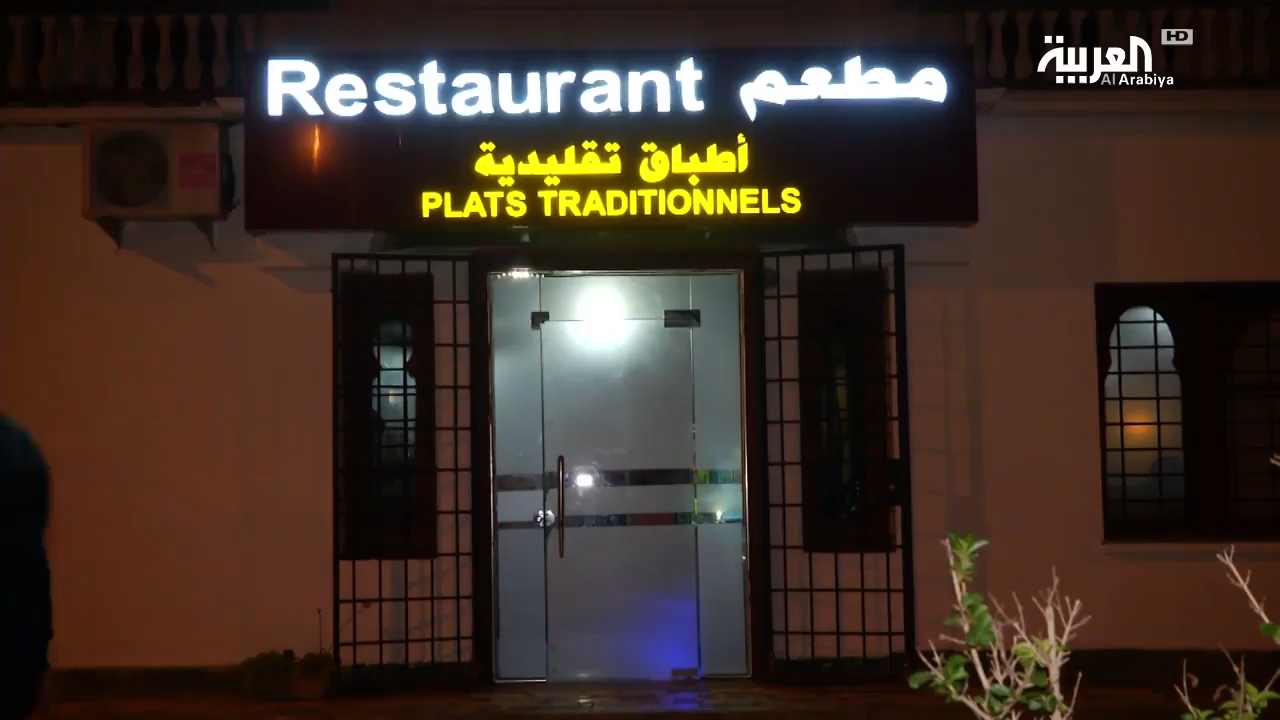 Restaurant مطعم
أطباق تقليدية
PLATS TRADITIONNELS
العربية HD
Al Arabiya